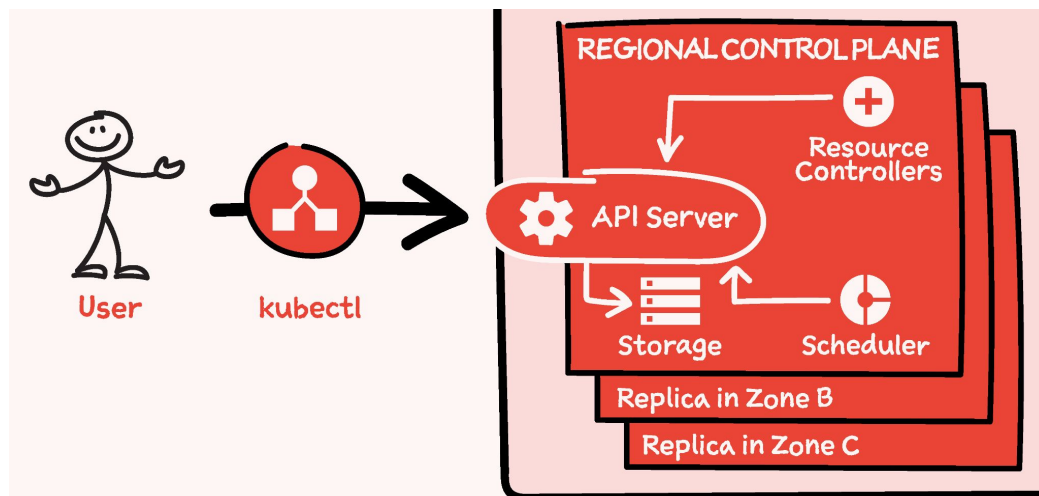 REGIONAL CONTROL PLANE
Resource
Controllers
API Server
User
kubectl
Storage
Scheduler
Replica in Zone B
Replica in Zone C